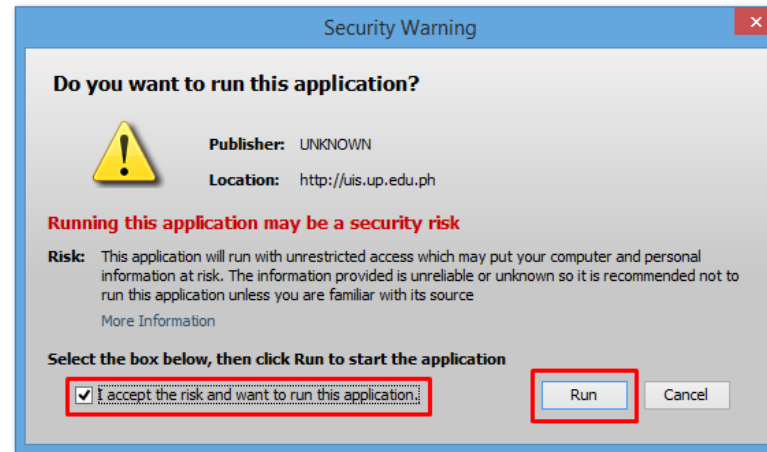 Security Warning
Do you want to run this application?
Publisher: UNKNOWN
Location: http://uis.up.edu.ph
Running this application may be a security risk
Risk: This application will run with unrestricted access which may put your computer and personal
information at risk. The information provided is unreliable or unknown so it is recommended not to
run this application unless you are familiar with its source
More Information
Select the box below, then click Run to start the application
I accept the risk and want to run this application.
Run Cancel